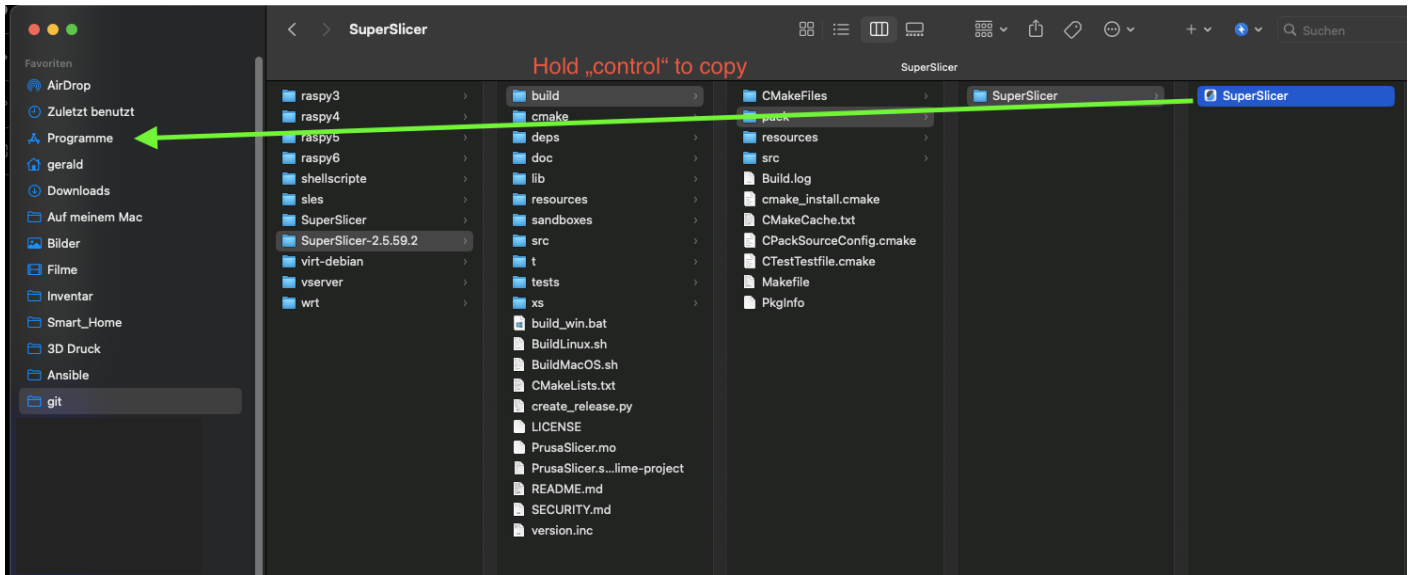 SuperSlicer
Suchen
Hold „control“ to copy
SuperSlicer
Favoriten
AirDrop
Zuletzt benutzt
Programme
gerald
Downloads
Auf meinem Mac
Bilder
Filme
Inventar
Smart_Home
3D Druck
Ansible
git
raspy3
raspy4
raspy5
raspy6
shellscripte
sles
SuperSlicer
SuperSlicer-2.5.59.2
virt-debian
vserver
wrt
build
cmake
deps
doc
lib
resources
sandboxes
src
t
tests
xs
build_win.bat
BuildLinux.sh
BuildMacOS.sh
CMakeLists.txt
create_release.py
LICENSE
PrusaSlicer.mo
PrusaSlicer.s...lime-project
README.md
SECURITY.md
version.inc
CMakeFiles
pack
resources
src
Build.log
cmake_install.cmake
CMakeCache.txt
CPackSourceConfig.cmake
CTestTestfile.cmake
Makefile
PkgInfo
SuperSlicer
SuperSlicer